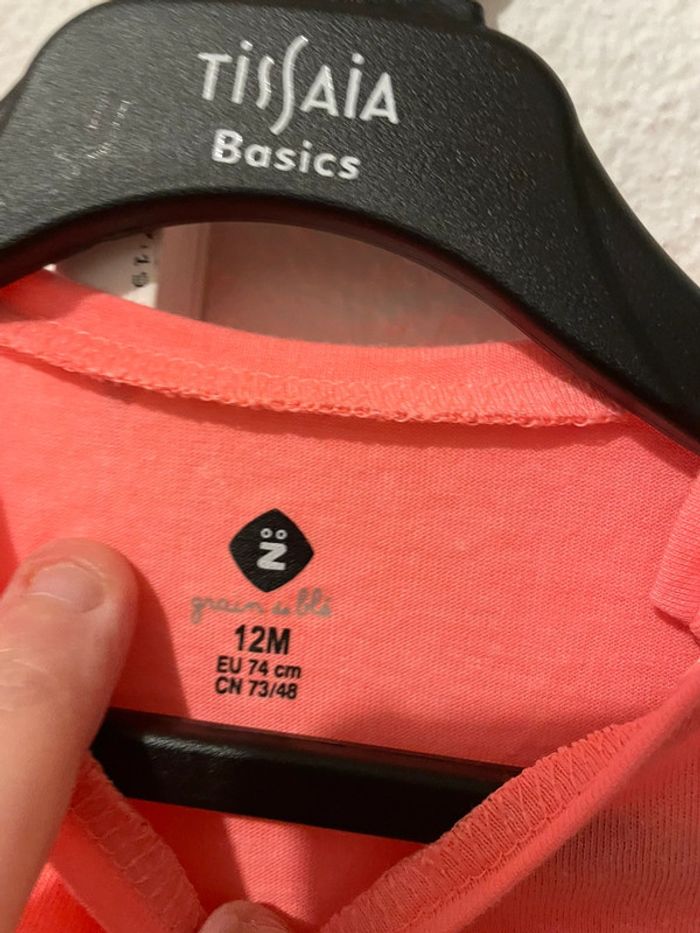 TISSAIA
Basics
Z
grain de blé
12M
EU 74 cm
CN 73/48